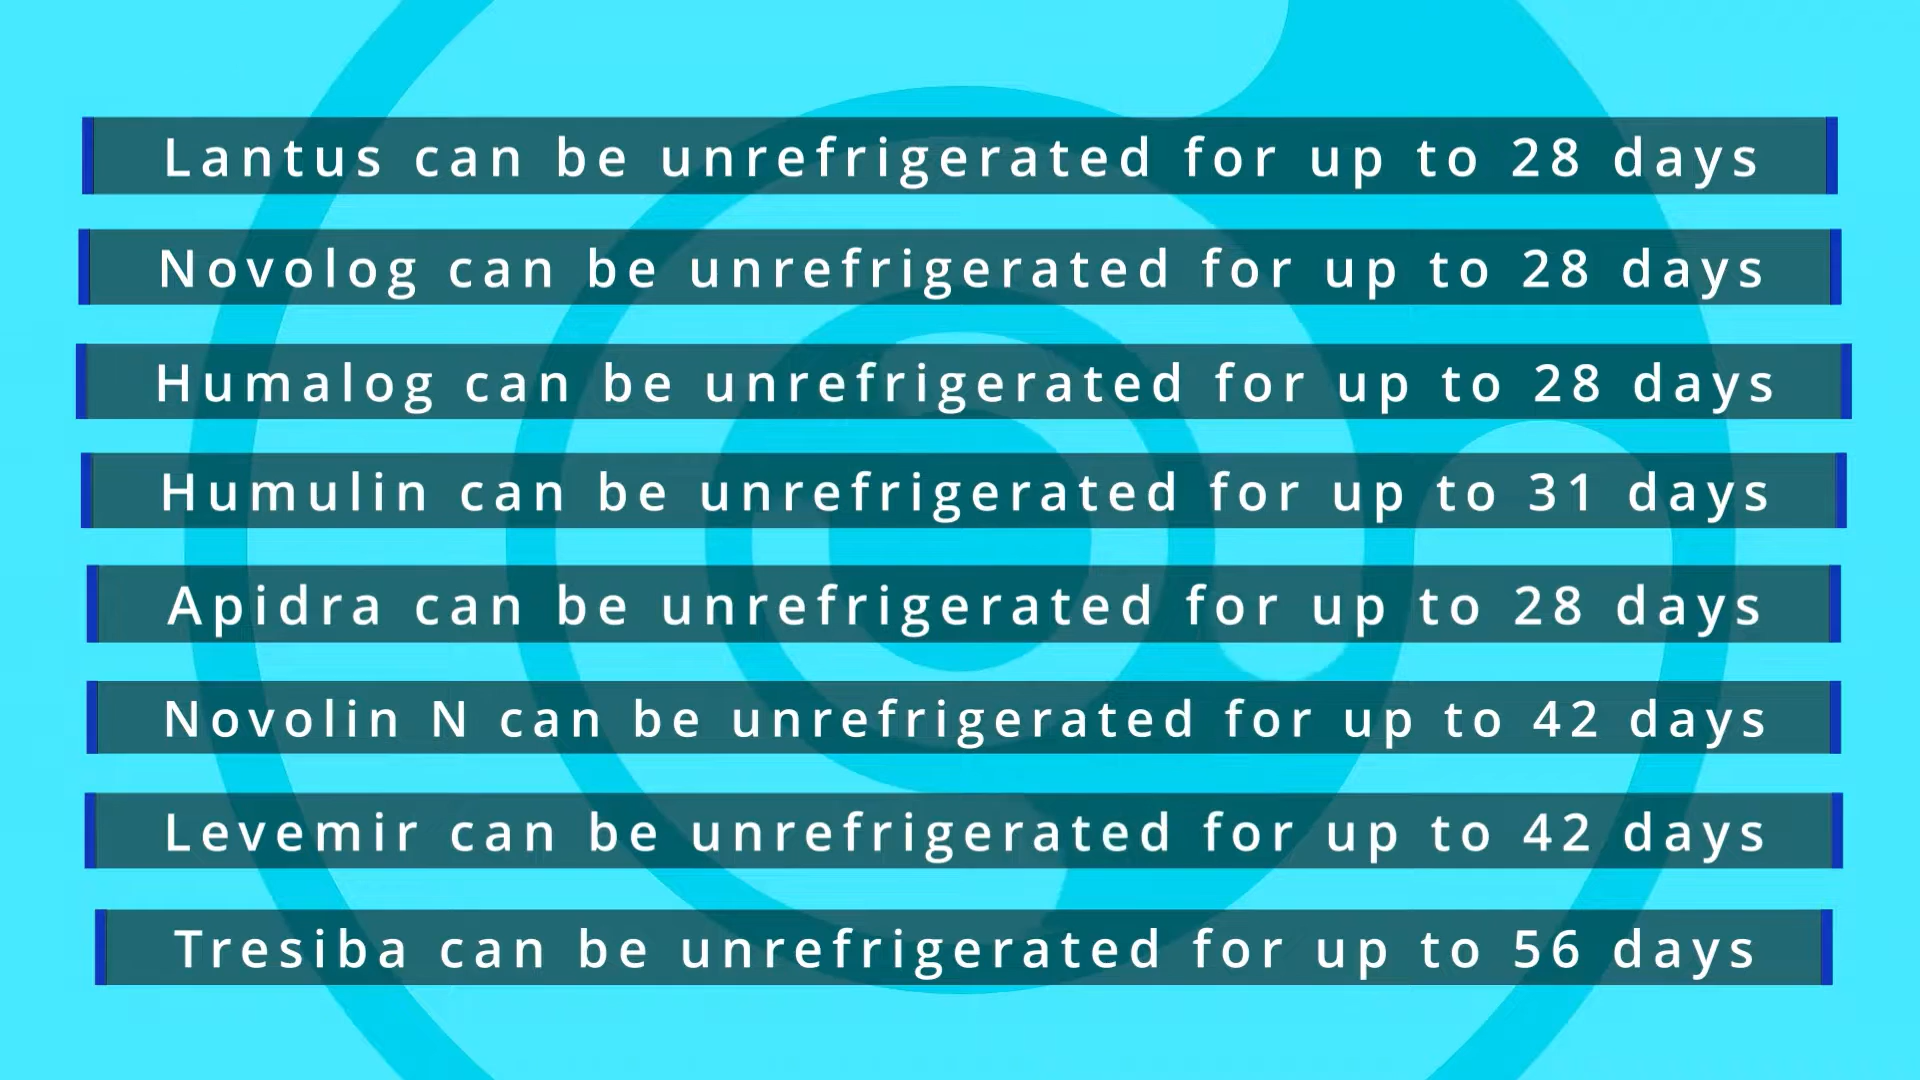 Lantus can be unrefrigerated for up to 28 days
Novolog can be unrefrigerated for up to 28 days
Humalog can be unrefrigerated for up to 28 days
Humulin can be unrefrigerated for up to 31 days
Apidra can be unrefrigerated for up to 28 days
Novolin N can be unrefrigerated for up to 42 days
Levemir can be unrefrigerated for up to 42 days
Tresiba can be unrefrigerated for up to 56 days